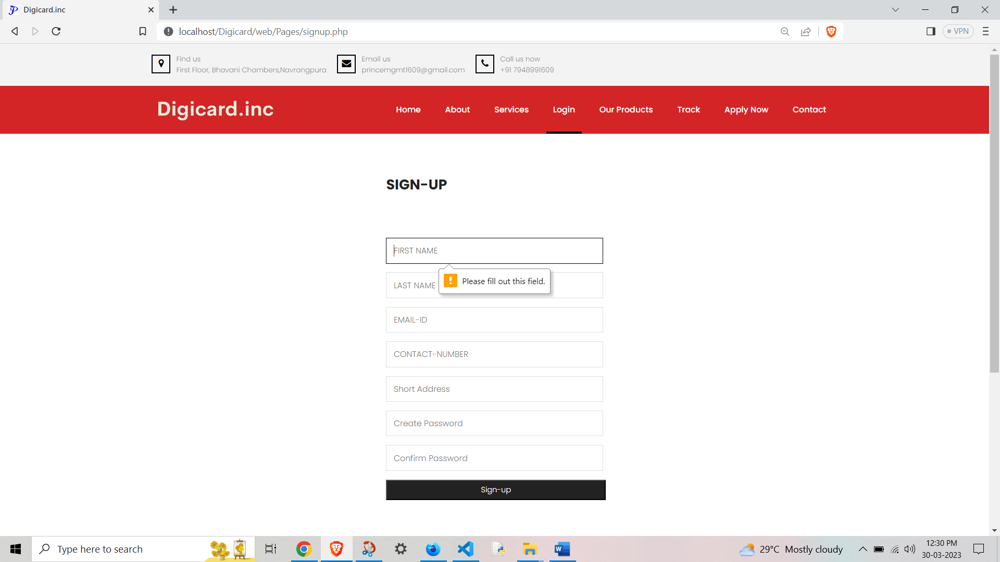 Digicard.inc
localhost/Digicard/web/Pages/signup.php
VPN
Find us
First Floor, Bhavani Chambers,Navrangpura
Email us
princemgmt1609@gmail.com
Call us now
+91 7948991609
Digicard.inc
Home About Services Login Our Products Track Apply Now Contact
SIGN-UP
FIRST NAME
Please fill out this field.
LAST NAME
EMAIL-ID
CONTACT-NUMBER
Short Address
Create Password
Confirm Password
Sign-up
Type here to search
29°C Mostly cloudy
12:30 PM
30-03-2023